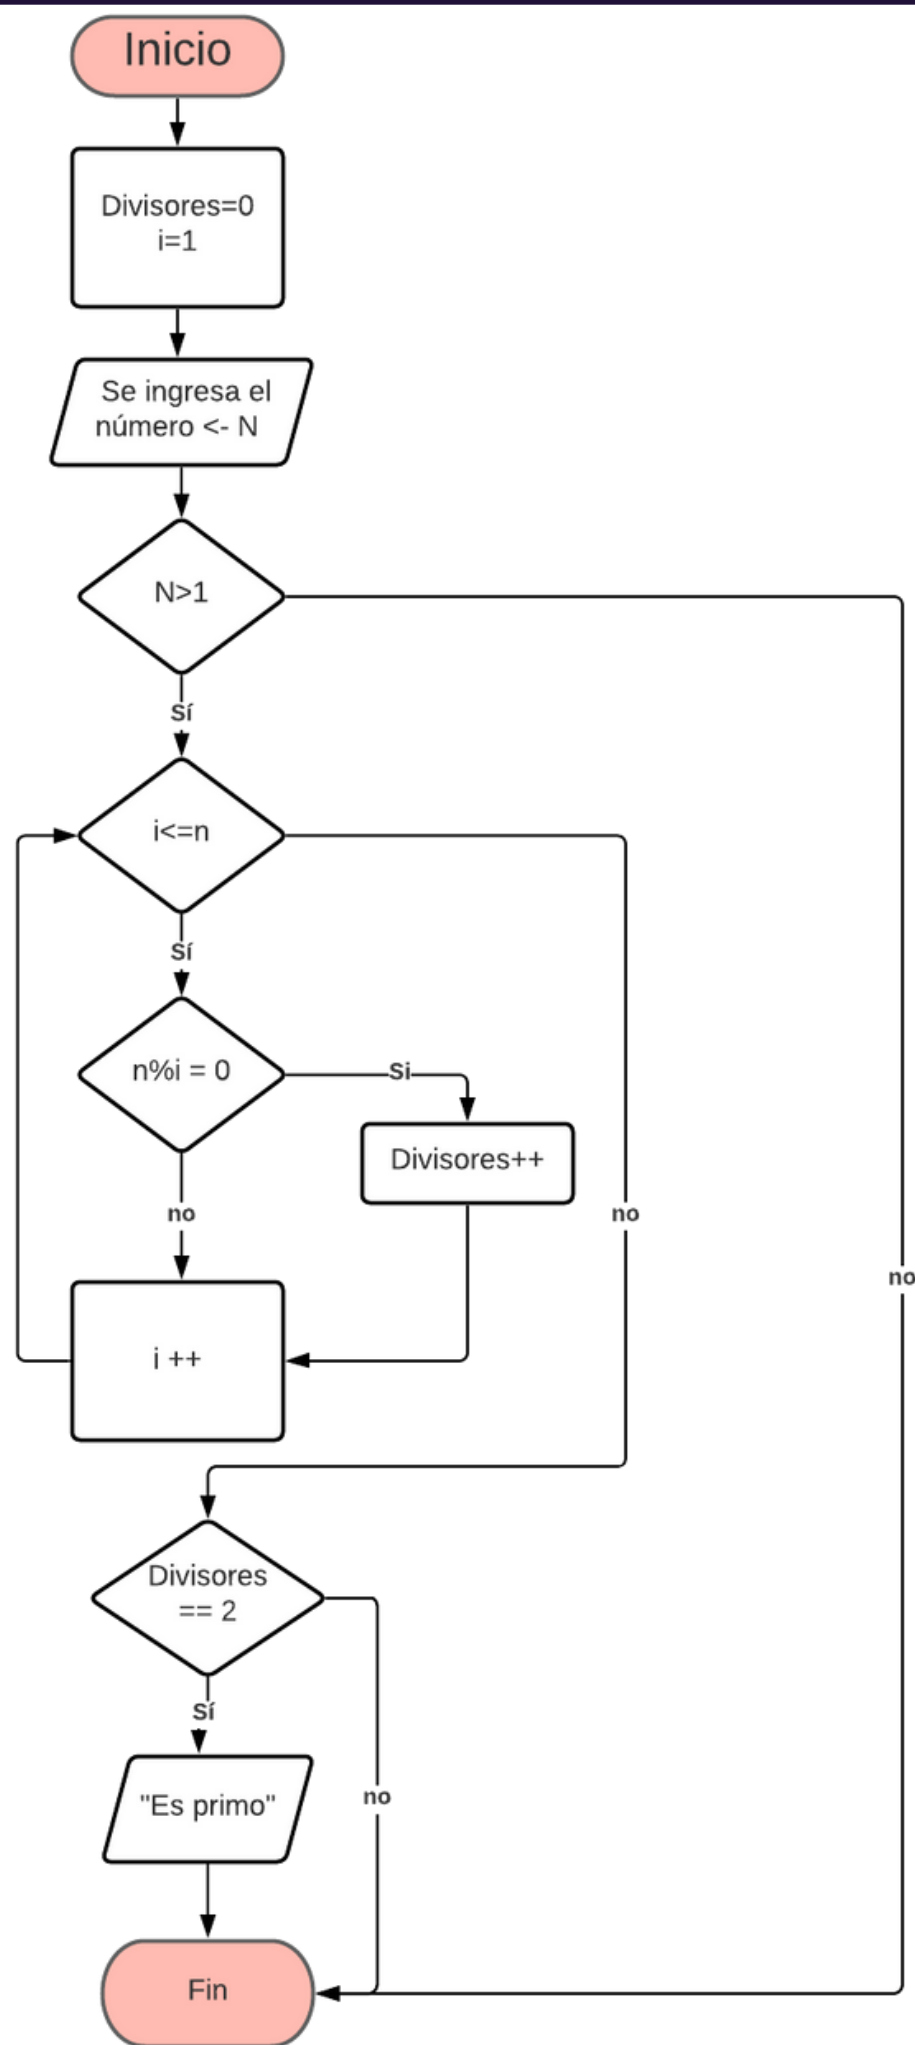 Inicio
Divisores=0
i=1
Se ingresa el
número <- N
N>1
Sí
i<=n
Sí
n%i = 0
Si
Divisores++
no
no
no
i ++
Divisores
== 2
Sí
"Es primo"
no
Fin